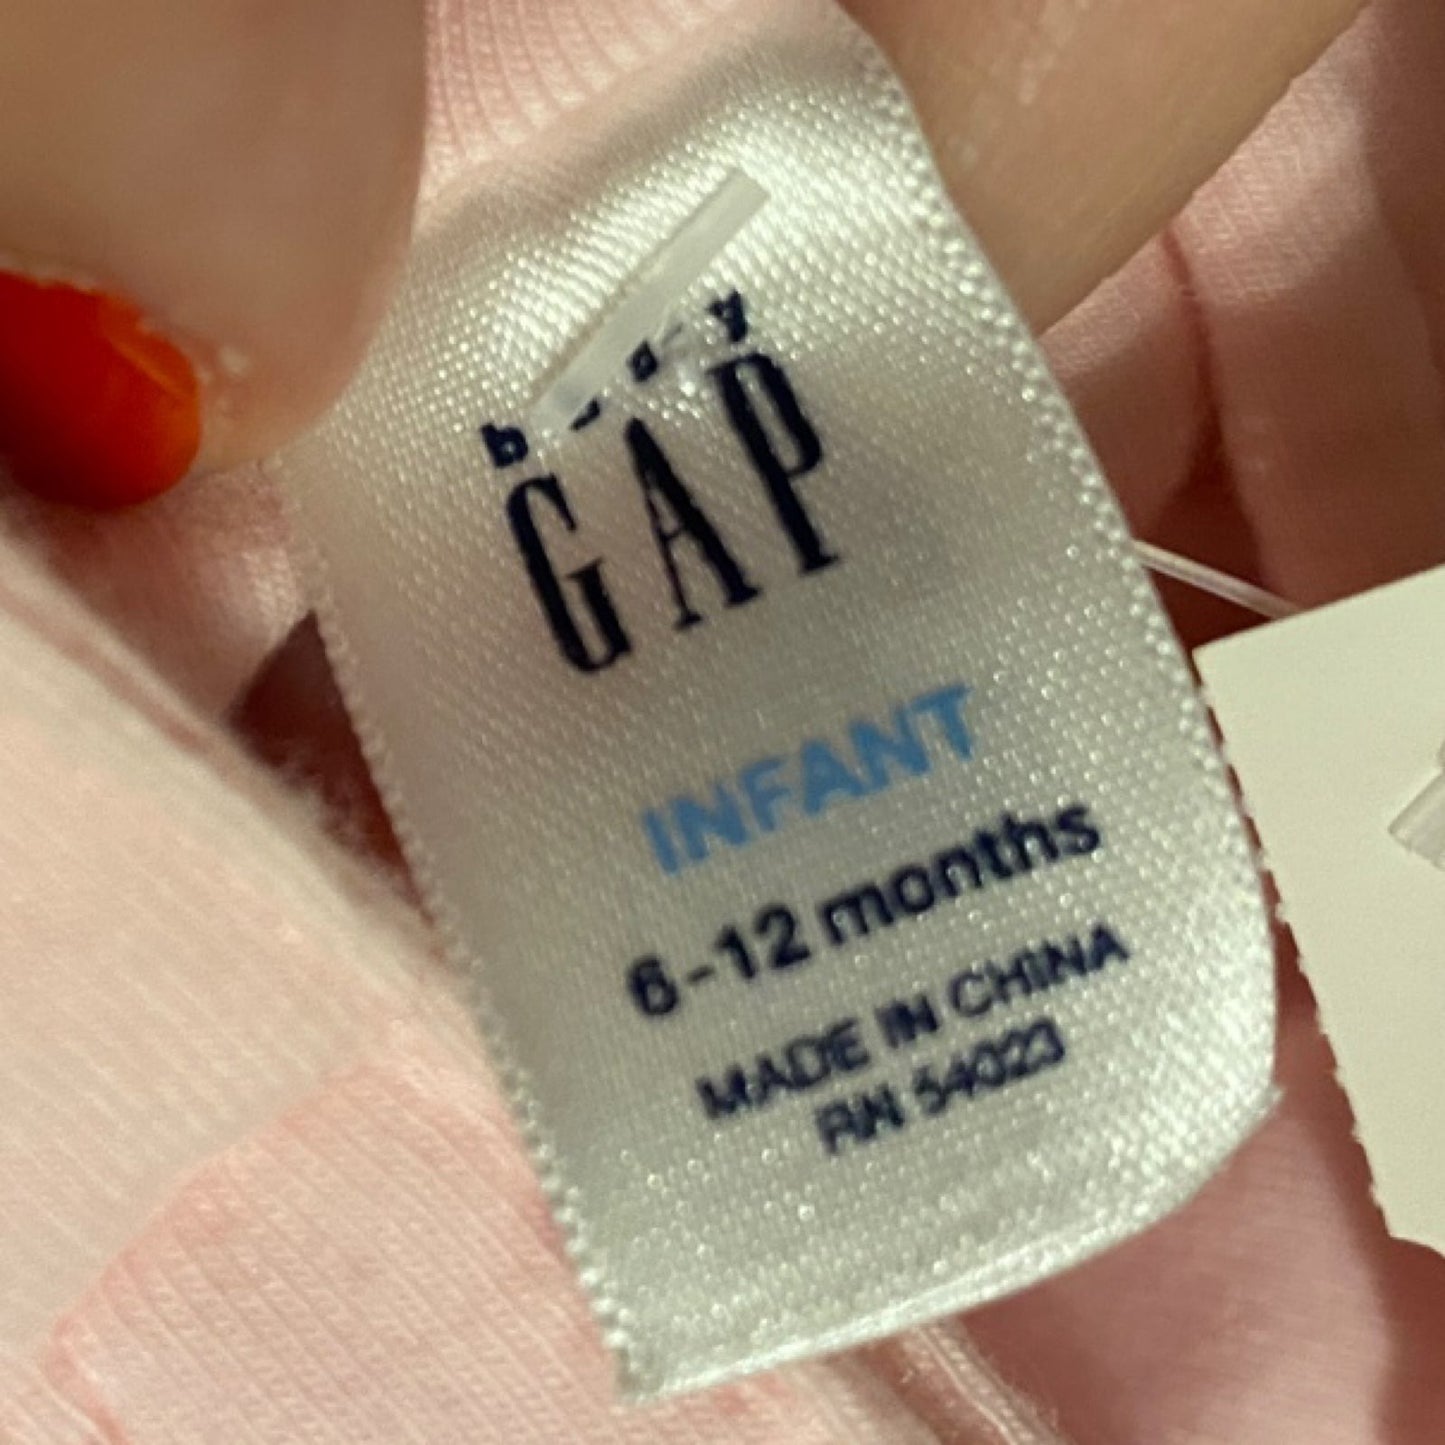 GAP
INFANT
6-12 months
MADE IN CHINA
RN 54023